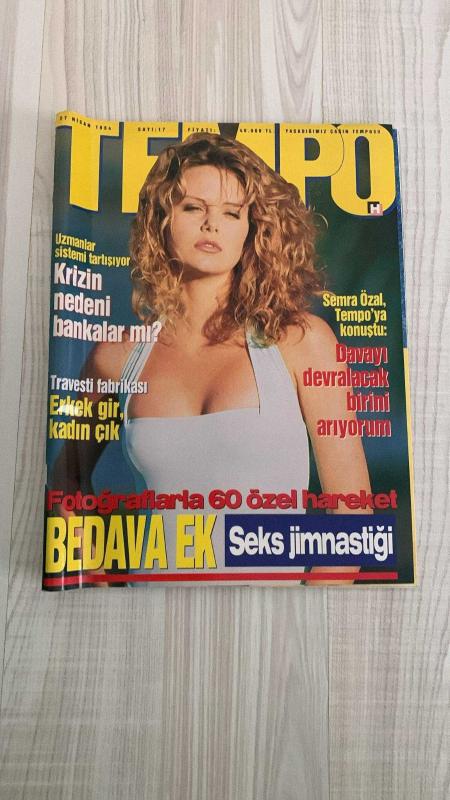 27 NİSAN 1994 SAYI:17 FİYATI: 40.000 TL. YAŞADIĞIMIZ ÇAĞIN TEMPOSU
TEMPO
H
Uzmanlar
sistemi tartışıyor
Krizin
nedeni
bankalar mı?
Semra Özal,
Tempo'ya
konuştu:
Davayı
devralacak
birini
arıyorum
Travesti fabrikası
Erkek gir,
kadın çık
Fotoğraflarla 60 özel hareket
BEDAVA EK Seks jimnastiği